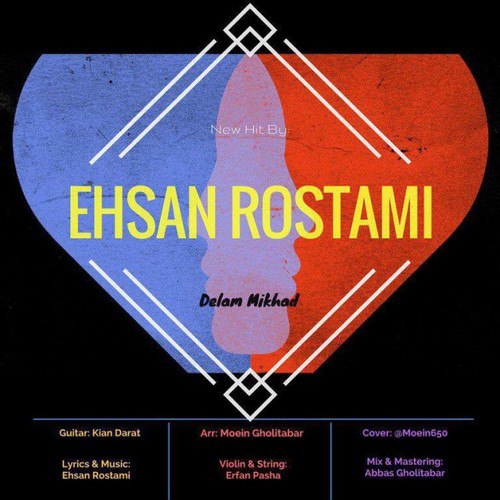 New Hit By:
EHSAN ROSTAMI
Delam Mikhad
Guitar: Kian Darat
Lyrics & Music:
Ehsan Rostami
Arr: Moein Gholitabar
Violin & String:
Erfan Pasha
Cover: @Moein650
Mix & Mastering:
Abbas Gholitabar